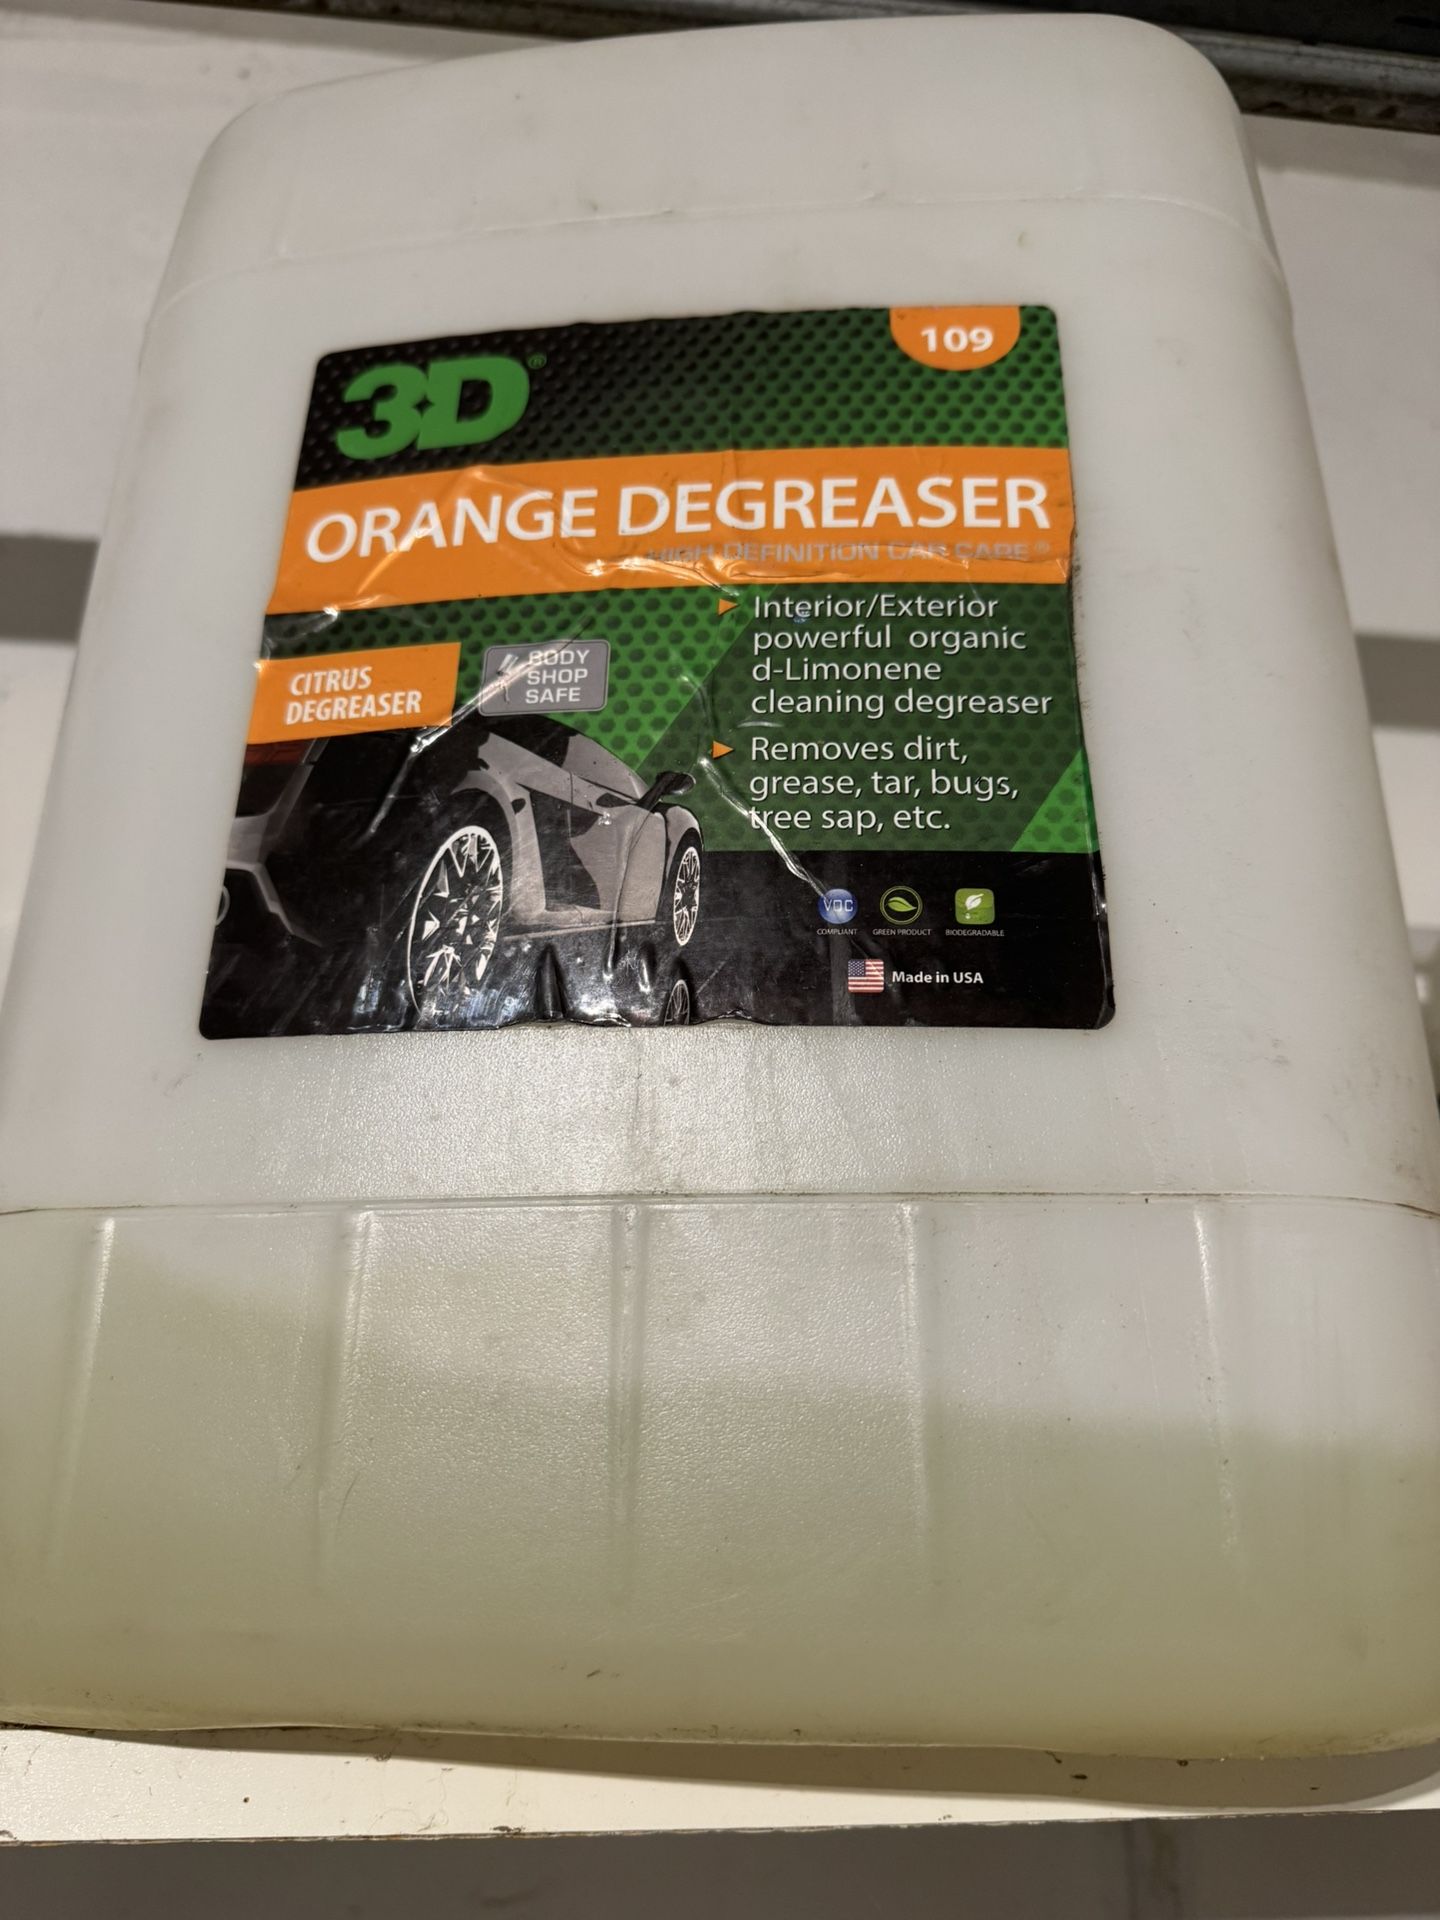 109
3D®
ORANGE DEGREASER
HIGH DEFINITION CAR CARE®
CITRUS
DEGREASER
BODY
SHOP
SAFE
Interior/Exterior
powerful organic
d-Limonene
cleaning degreaser
Removes dirt,
grease, tar, bugs,
tree sap, etc.
VOC
COMPLIANT
GREEN PRODUCT
BIODEGRADABLE
Made in USA